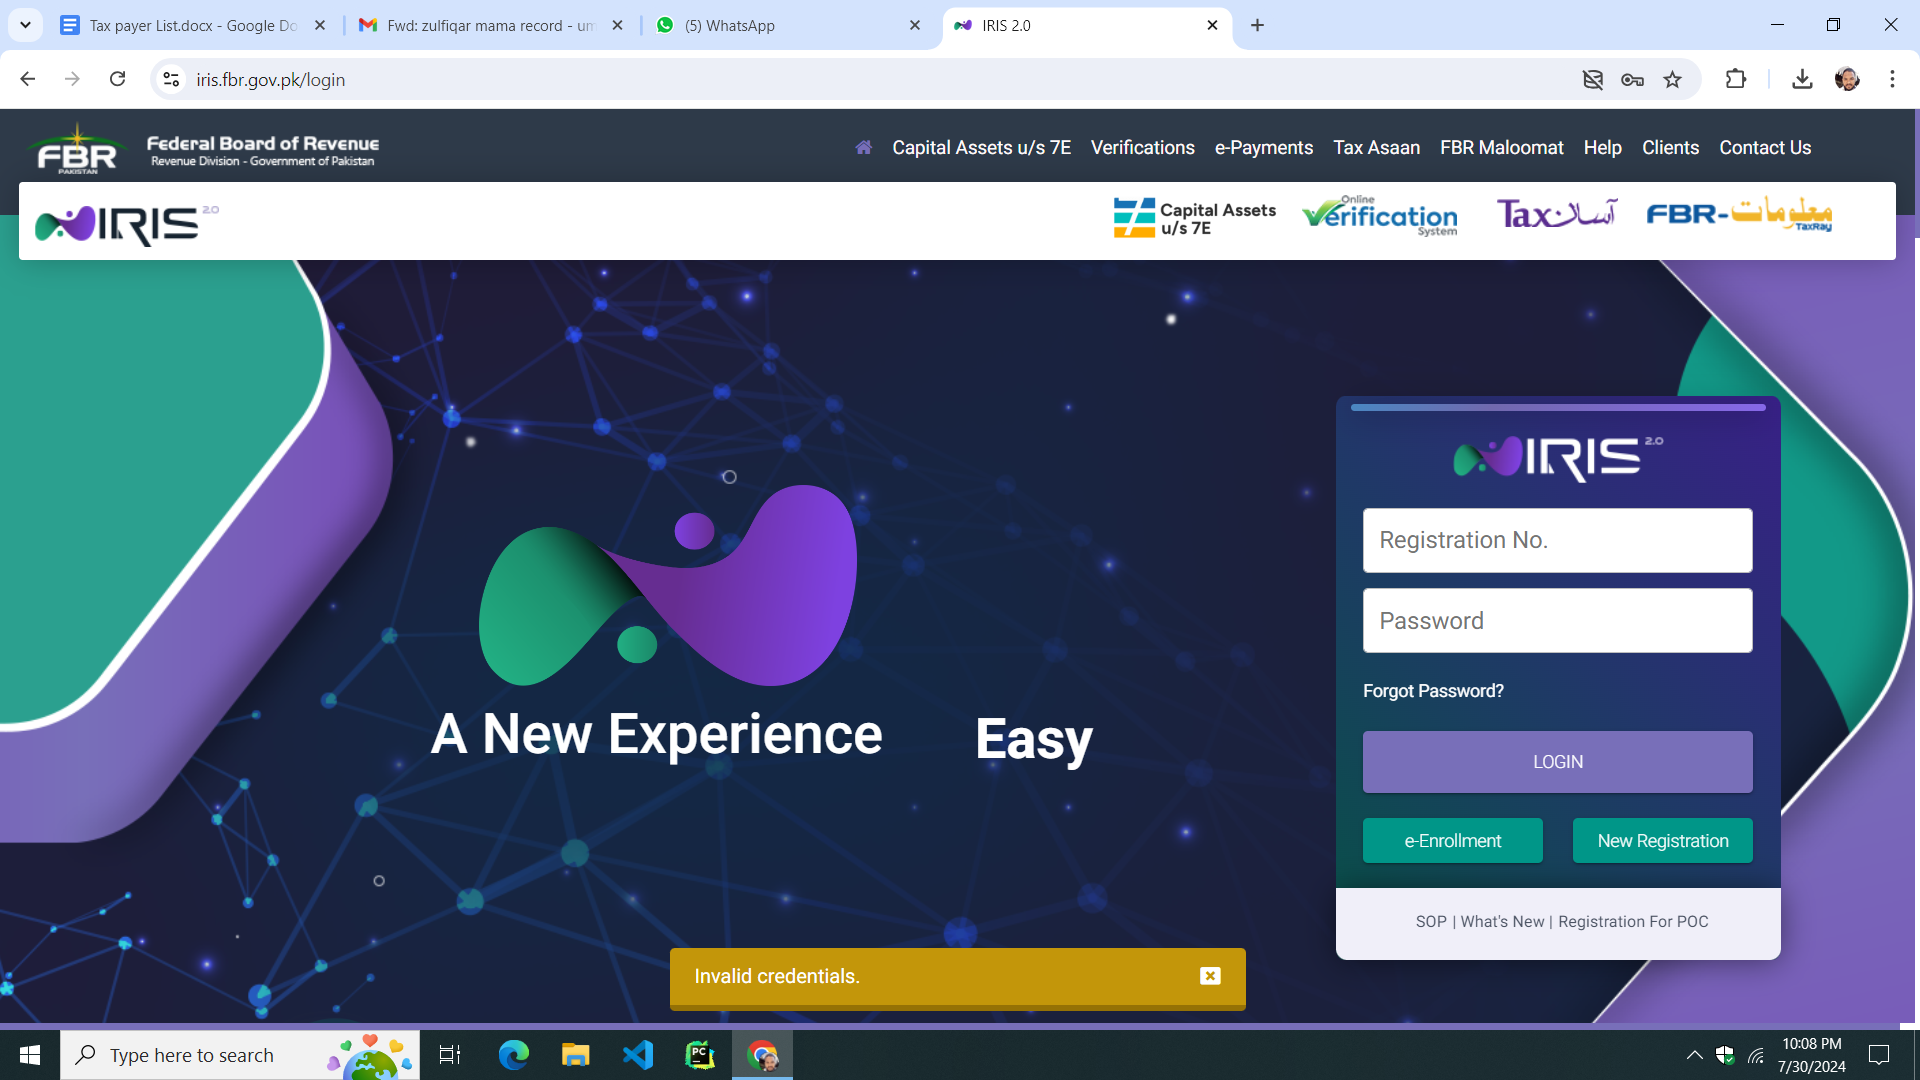 Tax payer List.docx - Google Do
Fwd: zulfiqar mama record - um
(5) WhatsApp
IRIS 2.0
iris.fbr.gov.pk/login
FBR
PAKISTAN
Federal Board of Revenue
Revenue Division - Government of Pakistan
Capital Assets u/s 7E
Verifications
e-Payments
Tax Asaan
FBR Maloomat
Help
Clients
Contact Us
IRIS 2.0
Capital Assets
u/s 7E
Online
Verification
System
Tax آسان
FBR-معلومات
TaxRay
IRIS 2.0
Registration No.
Password
Forgot Password?
LOGIN
e-Enrollment
New Registration
SOP | What's New | Registration For POC
A New Experience
Easy
Invalid credentials.
Type here to search
PC
10:08 PM
7/30/2024